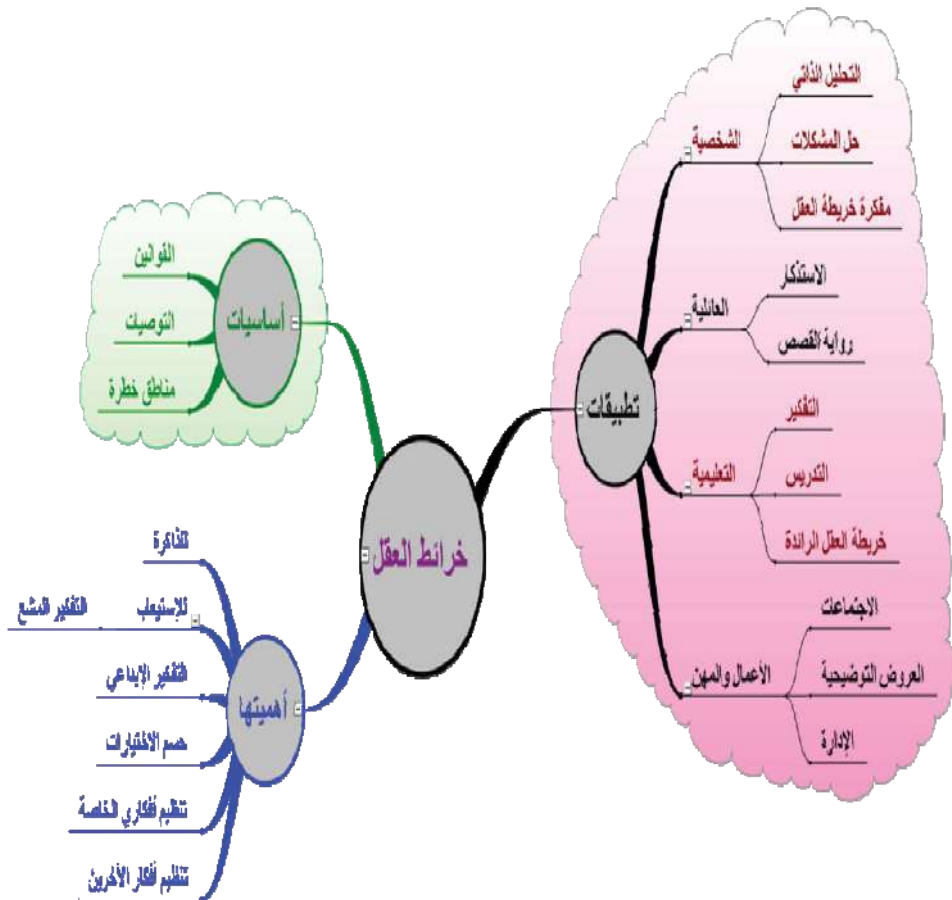 خرائط العقل
تطبيقات
الشخصية
التحليل الذاتي
حل المشكلات
مفكرة خريطة العقل
العائلية
الاستذكار
رواية القصص
التعليمية
التفكير
التدريس
خريطة العقل الرائدة
الأعمال والمهن
الاجتماعات
العروض التوضيحية
الإدارة
أساسيات
القوانين
التوصيات
مناطق خطرة
أهميتها
للذاكرة
للإستيعاب
التفكير المشع
التفكير الإبداعي
حسم الاختيارات
تنظيم أفكاري الخاصة
تنظيم أفكار الأخرين